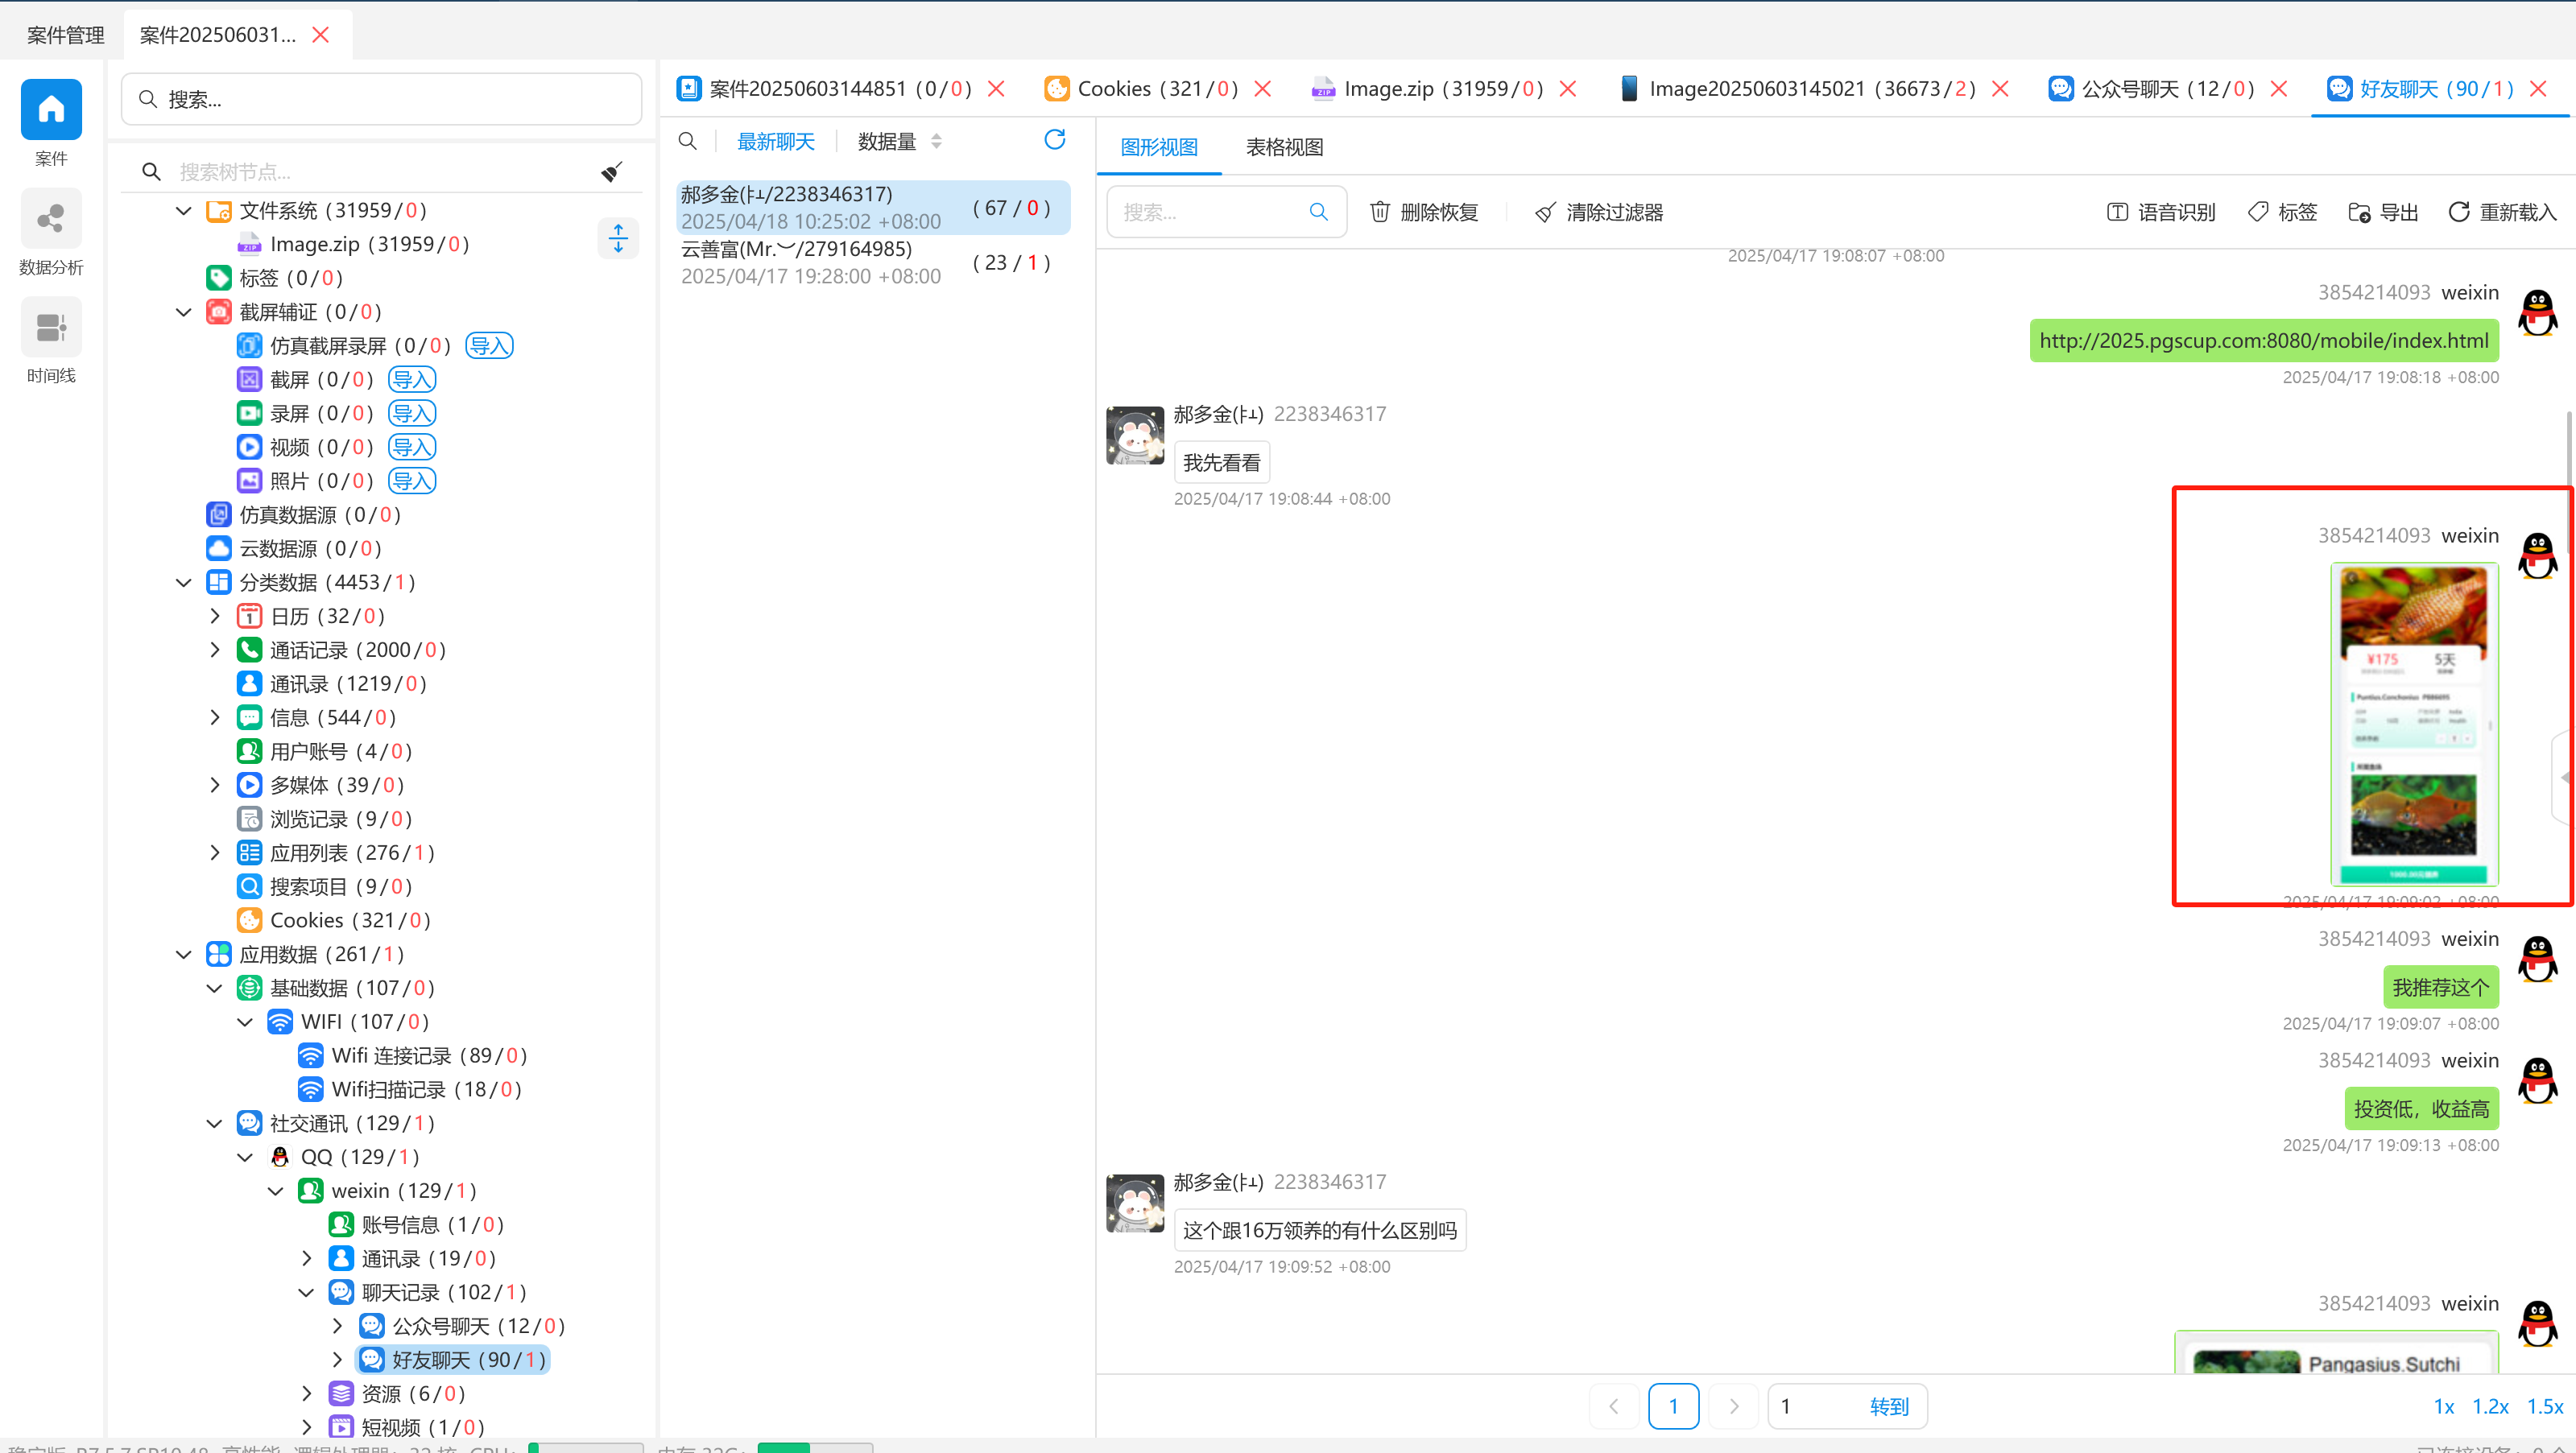 案件管理
案件202506031...
案件
数据分析
时间线
搜索...
搜索树节点...
文件系统 (31959/0)
Image.zip (31959/0)
标签 (0/0)
截屏辅证 (0/0)
仿真截屏录屏 (0/0) 导入
截屏 (0/0) 导入
录屏 (0/0) 导入
视频 (0/0) 导入
照片 (0/0) 导入
仿真数据源 (0/0)
云数据源 (0/0)
分类数据 (4453/1)
日历 (32/0)
通话记录 (2000/0)
通讯录 (1219/0)
信息 (544/0)
用户账号 (4/0)
多媒体 (39/0)
浏览记录 (9/0)
应用列表 (276/1)
搜索项目 (9/0)
Cookies (321/0)
应用数据 (261/1)
基础数据 (107/0)
WIFI (107/0)
Wifi 连接记录 (89/0)
Wifi扫描记录 (18/0)
社交通讯 (129/1)
QQ (129/1)
weixin (129/1)
账号信息 (1/0)
通讯录 (19/0)
聊天记录 (102/1)
公众号聊天 (12/0)
好友聊天 (90/1)
资源 (6/0)
短视频 (1/0)
案件20250603144851 (0/0)
Cookies (321/0)
Image.zip (31959/0)
Image20250603145021 (36673/2)
公众号聊天 (12/0)
好友聊天 (90/1)
最新聊天
数据量
郝多金(/2238346317)
2025/04/18 10:25:02 +08:00
(67/0)
云善富(Mr.︶/279164985)
2025/04/17 19:28:00 +08:00
(23/1)
图形视图
表格视图
搜索...
删除恢复
清除过滤器
语音识别
标签
导出
重新载入
2025/04/17 19:08:07 +08:00
3854214093 weixin
http://2025.pgscup.com:8080/mobile/index.html
2025/04/17 19:08:18 +08:00
郝多金 2238346317
我先看看
2025/04/17 19:08:44 +08:00
3854214093 weixin
¥175
5天
Puntius.Conchonius
2025/04/17 19:09:02 +08:00
3854214093 weixin
我推荐这个
2025/04/17 19:09:07 +08:00
3854214093 weixin
投资低，收益高
2025/04/17 19:09:13 +08:00
郝多金 2238346317
这个跟16万领养的有什么区别吗
2025/04/17 19:09:52 +08:00
3854214093 weixin
Pangasius.Sutchi
1
1
转到
1x
1.2x
1.5x